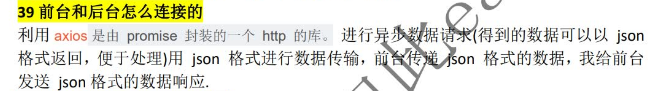 39 前台和后台怎么连接的
利用 axios 是由 promise 封装的一个 http 的库。 进行异步数据请求(得到的数据可以以 json
格式返回，便于处理)用 json 格式进行数据传输，前台传递 json 格式的数据，我给前台
发送 json 格式的数据响应.